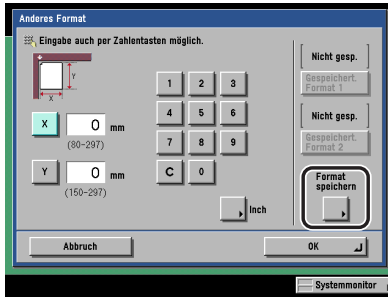 Anderes Format
Eingabe auch per Zahlentasten möglich.
Y
X
X 0 mm
(80-297)
Y 0 mm
(150-297)
1 2 3
4 5 6
7 8 9
C 0
Inch
Nicht gesp.
Gespeichert.
Format 1
Nicht gesp.
Gespeichert.
Format 2
Format
speichern
Abbruch
OK
Systemmonitor